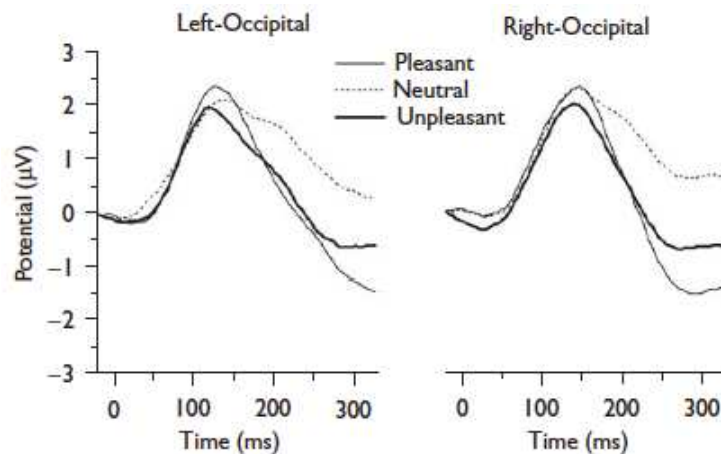 Left-Occipital
Right-Occipital
Pleasant
Neutral
Unpleasant
Potential (μV)
3
2
1
0
−1
−2
−3
0 100 200 300
Time (ms)
0 100 200 300
Time (ms)